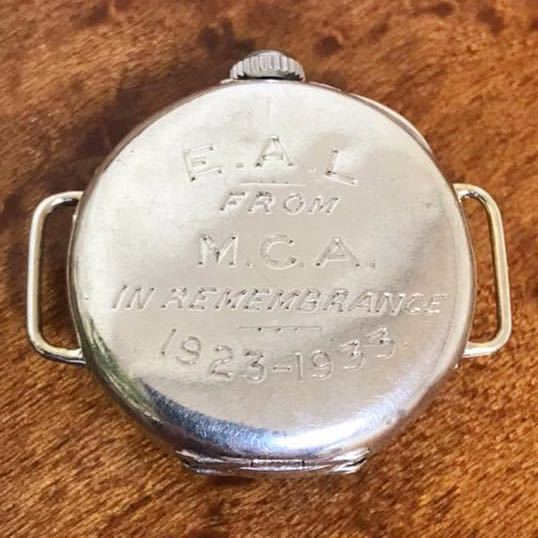 E.A.L
FROM
M.C.A.
IN REMEMBRANCE
1923-1933